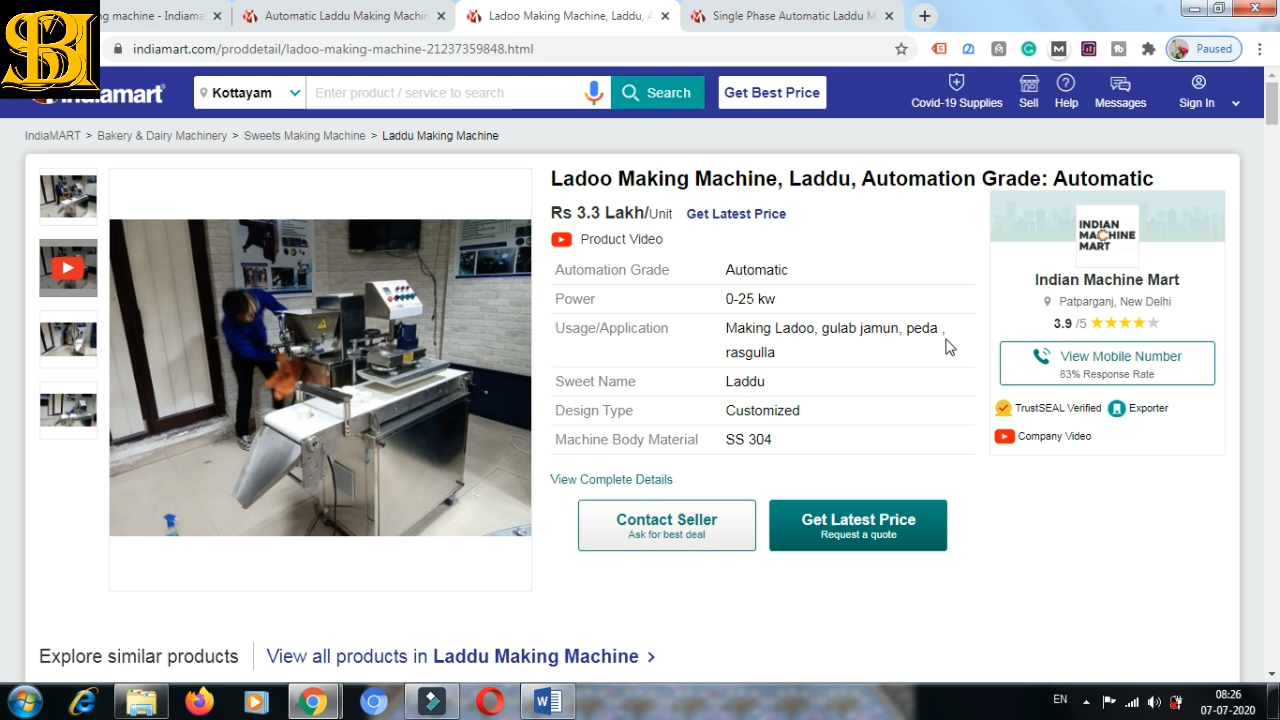 SBI
ng machine - Indiama
Automatic Laddu Making Machin
Ladoo Making Machine, Laddu, A
Single Phase Automatic Laddu M
indiamart.com/proddetail/ladoo-making-machine-21237359848.html
Paused
indiamart
Kottayam
Enter product / service to search
Search
Get Best Price
Covid-19 Supplies
Sell
Help
Messages
Sign In
IndiaMART > Bakery & Dairy Machinery > Sweets Making Machine > Laddu Making Machine
Ladoo Making Machine, Laddu, Automation Grade: Automatic
Rs 3.3 Lakh/Unit Get Latest Price
Product Video
Automation Grade Automatic
Power 0-25 kw
Usage/Application Making Ladoo, gulab jamun, peda ,
rasgulla
Sweet Name Laddu
Design Type Customized
Machine Body Material SS 304
View Complete Details
Contact Seller
Ask for best deal
Get Latest Price
Request a quote
INDIAN
MACHINE
MART
Indian Machine Mart
Patparganj, New Delhi
3.9 /5
View Mobile Number
83% Response Rate
TrustSEAL Verified
Exporter
Company Video
Explore similar products
View all products in Laddu Making Machine >
EN
08:26
07-07-2020